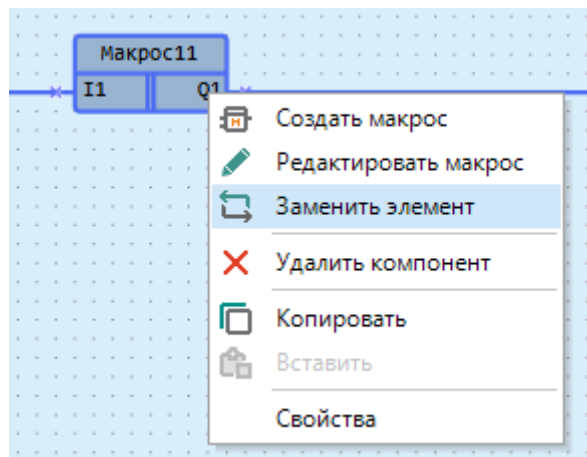 Макрос11
I1 Q1
Создать макрос
Редактировать макрос
Заменить элемент
Удалить компонент
Копировать
Вставить
Свойства